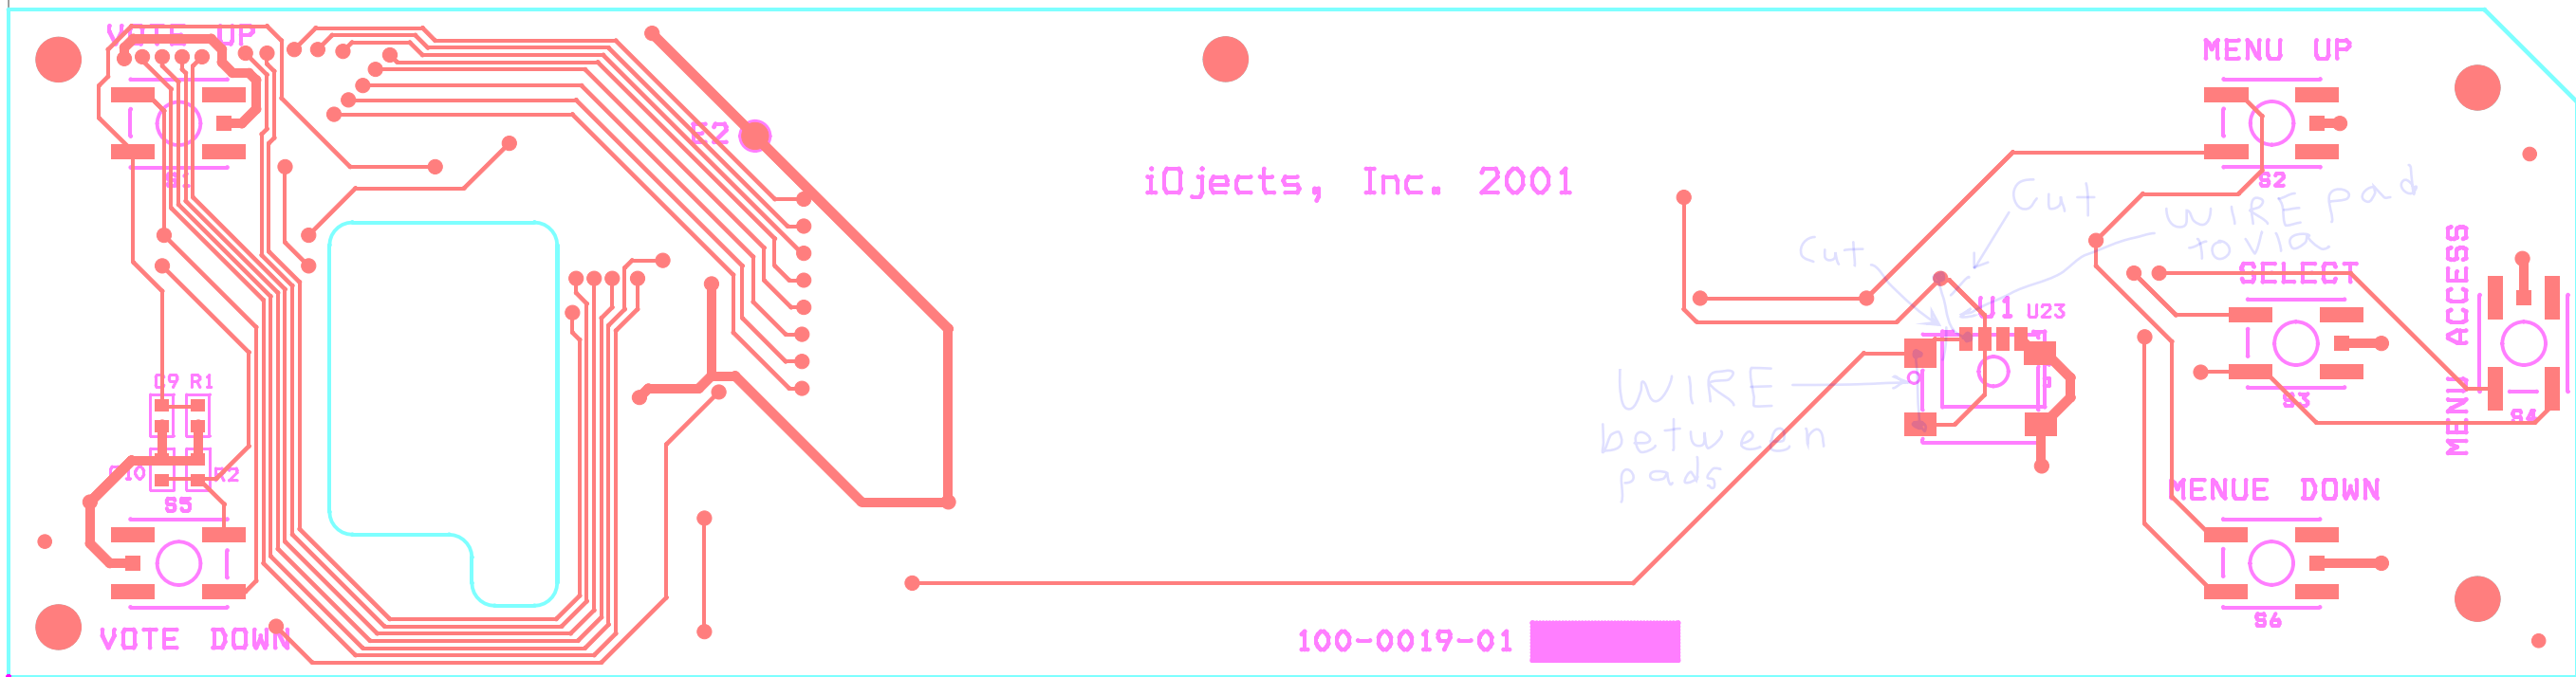 VOTE UP
MENU UP
E2
iOjects, Inc. 2001
S1
S2
Cut
WIRE pad
to via
Cut
SELECT
MENU ACCESS
U1 U23
WIRE
between
pads
C9 R1
S3
S4
C10 R2
S5
MENUE DOWN
S6
VOTE DOWN
100-0019-01